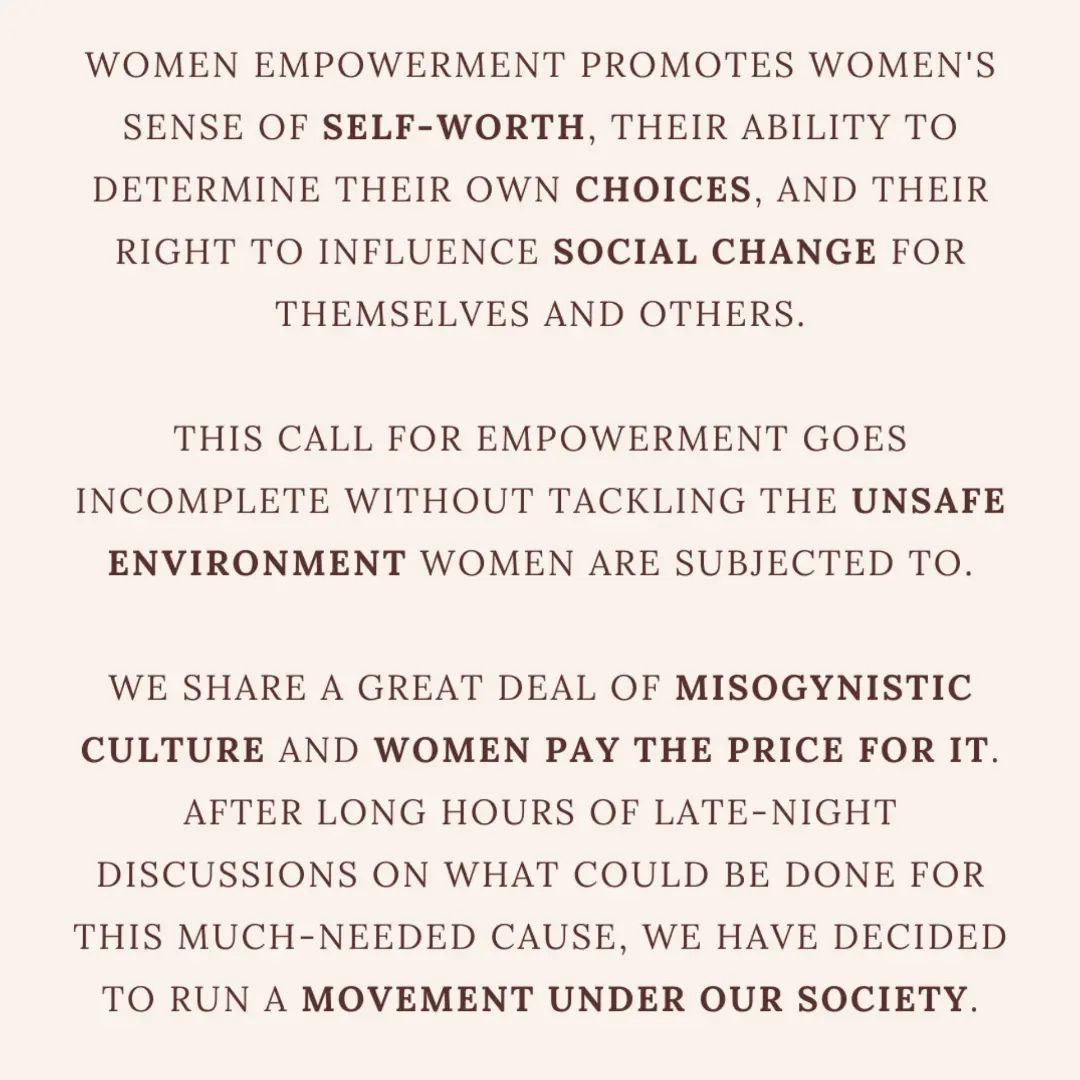 WOMEN EMPOWERMENT PROMOTES WOMEN'S
SENSE OF SELF-WORTH, THEIR ABILITY TO
DETERMINE THEIR OWN CHOICES, AND THEIR
RIGHT TO INFLUENCE SOCIAL CHANGE FOR
THEMSELVES AND OTHERS.
THIS CALL FOR EMPOWERMENT GOES
INCOMPLETE WITHOUT TACKLING THE UNSAFE
ENVIRONMENT WOMEN ARE SUBJECTED TO.
WE SHARE A GREAT DEAL OF MISOGYNISTIC
CULTURE AND WOMEN PAY THE PRICE FOR IT.
AFTER LONG HOURS OF LATE-NIGHT
DISCUSSIONS ON WHAT COULD BE DONE FOR
THIS MUCH-NEEDED CAUSE, WE HAVE DECIDED
TO RUN A MOVEMENT UNDER OUR SOCIETY.